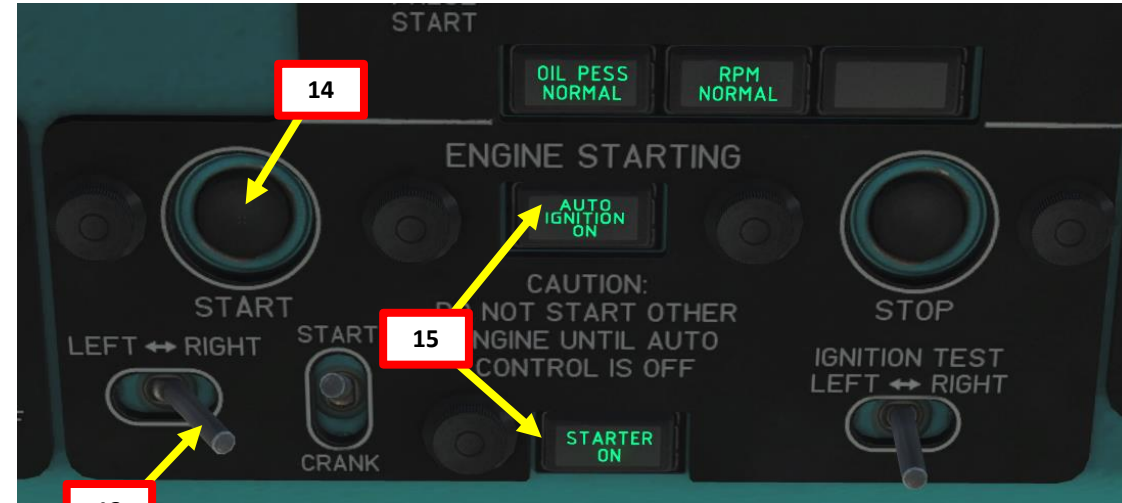 START
OIL PESS
NORMAL
RPM
NORMAL
14
ENGINE STARTING
AUTO
IGNITION
ON
START
CAUTION:
NOT START OTHER
ENGINE UNTIL AUTO
CONTROL IS OFF
STOP
15
LEFT ↔ RIGHT
START
CRANK
IGNITION TEST
LEFT ↔ RIGHT
STARTER
ON